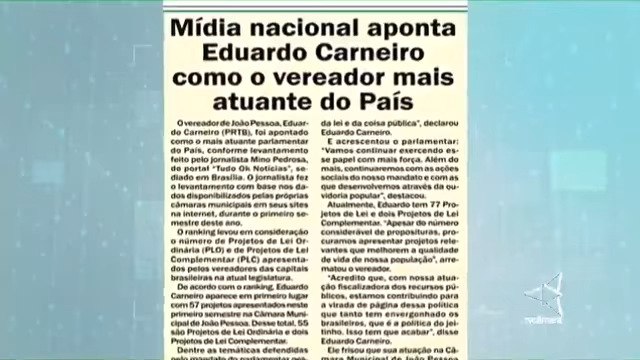 Mídia nacional aponta
Eduardo Carneiro
como o vereador mais
atuante do País
O vereador de João Pessoa, Eduar-
do Carneiro (PRTB), foi apontado
como o mais atuante parlamentar
do País, conforme levantamento
feito pelo jornalista Mino Pedrosa,
do portal "Tudo Ok Notícias", se-
diado em Brasília. O jornalista fez
o levantamento com base nos da-
dos disponibilizados pelas próprias
câmaras municipais em seus sites
na internet, durante o primeiro se-
mestre deste ano.
O ranking levou em consideração
o número de Projetos de Lei Or-
dinária (PLO) e de Projetos de Lei
Complementar (PLC) apresenta-
dos pelos vereadores das capitais
brasileiras na atual legislatura.
De acordo com o ranking, Eduardo
Carneiro aparece em primeiro lugar
com 57 projetos apresentados neste
primeiro semestre na Câmara Muni-
cipal de João Pessoa. Desse total, 55
são Projetos de Lei Ordinária e dois
Projetos de Lei Complementar.
Dentre as temáticas defendidas
pelo mandato do parlamentar
da lei e da coisa pública", declarou
Eduardo Carneiro.
E acrescentou o parlamentar:
"Vamos continuar exercendo es-
se papel com mais força. Além do
mais, continuaremos com as ações
sociais do nosso mandato e com as
que desenvolvemos através da ou-
vidoria popular", destacou.
Atualmente, Eduardo tem 77 Pro-
jetos de Lei e dois Projetos de Lei
Complementar. "Apesar do número
considerável de proposituras, pro-
curamos apresentar projetos rele-
vantes que melhorem a qualidade
de vida de nossa população", arre-
matou o vereador.
"Acredito que, com nossa atua-
ção fiscalizadora dos recursos pú-
blicos, estamos contribuindo para
a virada de página dessa política
que tanto tem envergonhado os
brasileiros, que é a política do jei-
tinho. Isso tem que acabar", disse
Eduardo Carneiro.
Ele frisou que sua atuação na Câ-
mara Municipal de João Pessoa
tvcâmara